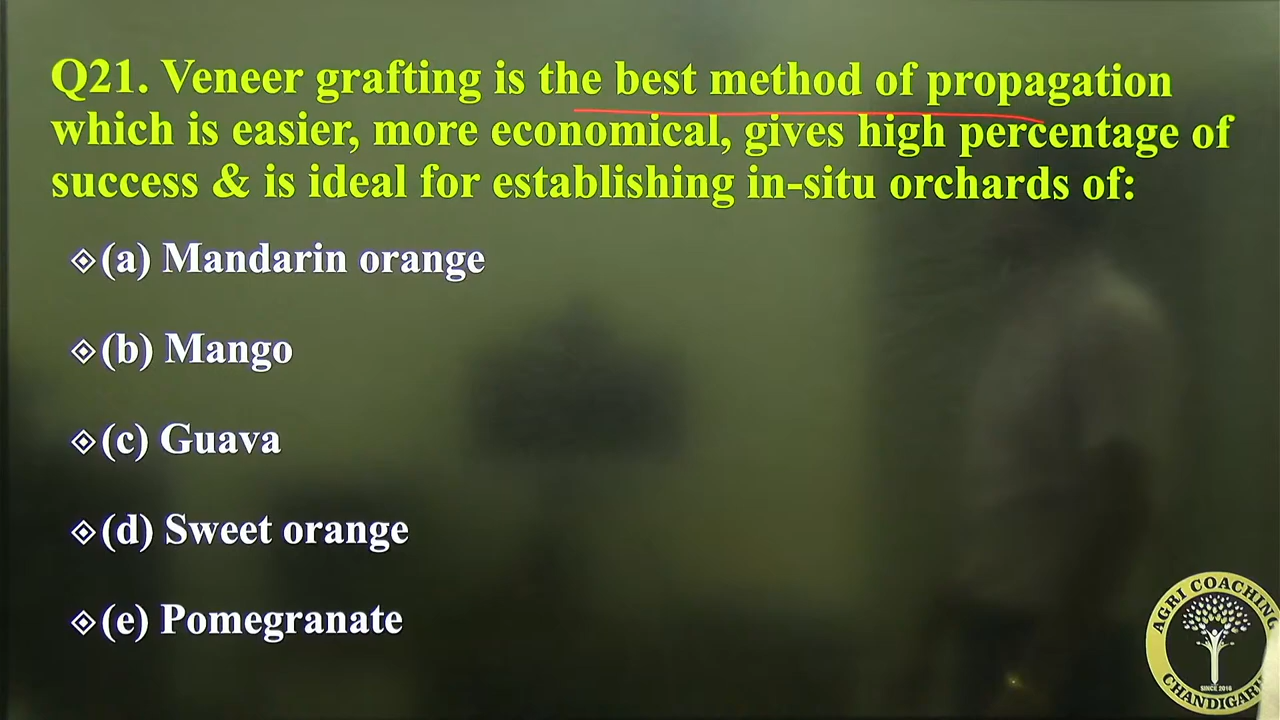 Q21. Veneer grafting is the best method of propagation
which is easier, more economical, gives high percentage of
success & is ideal for establishing in-situ orchards of:
(a) Mandarin orange
(b) Mango
(c) Guava
(d) Sweet orange
(e) Pomegranate
AGRI COACHING
SINCE 2016
CHANDIGARH